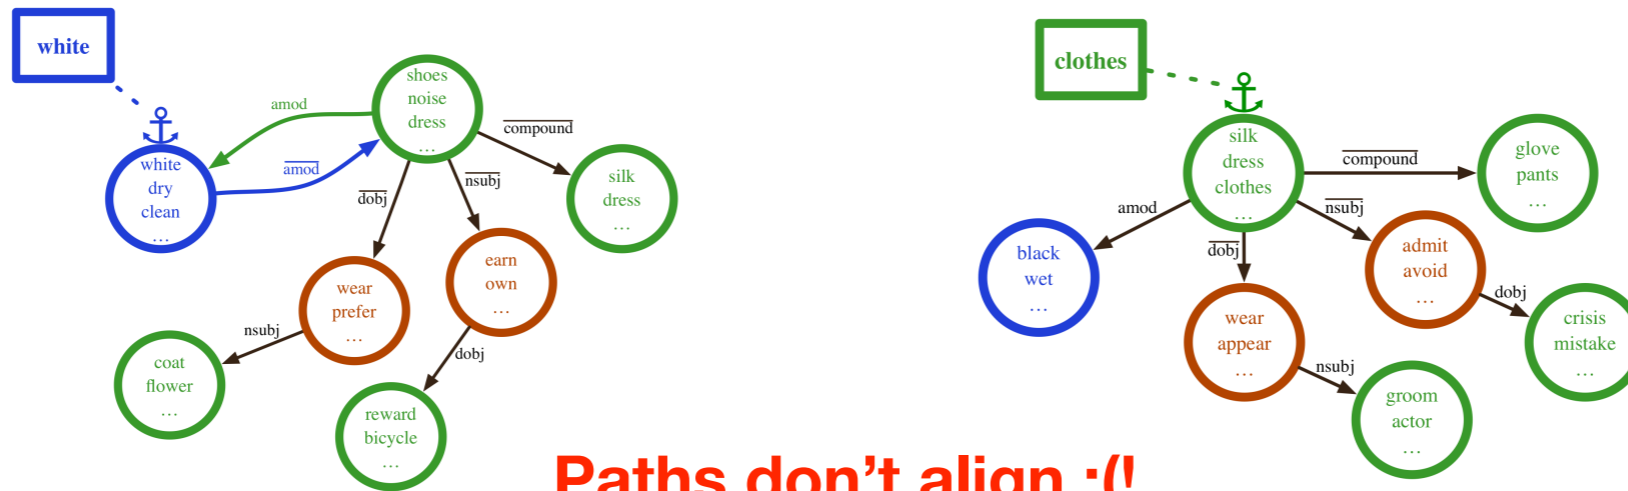 white
white
dry
clean
...
amod
amod
shoes
noise
dress
...
compound
silk
dress
...
dobj
nsubj
wear
prefer
...
earn
own
...
nsubj
coat
flower
...
dobj
reward
bicycle
...
clothes
silk
dress
clothes
...
compound
glove
pants
...
amod
black
wet
...
dobj
nsubj
admit
avoid
...
wear
appear
...
dobj
crisis
mistake
...
nsubj
groom
actor
...
Paths don't align :(!